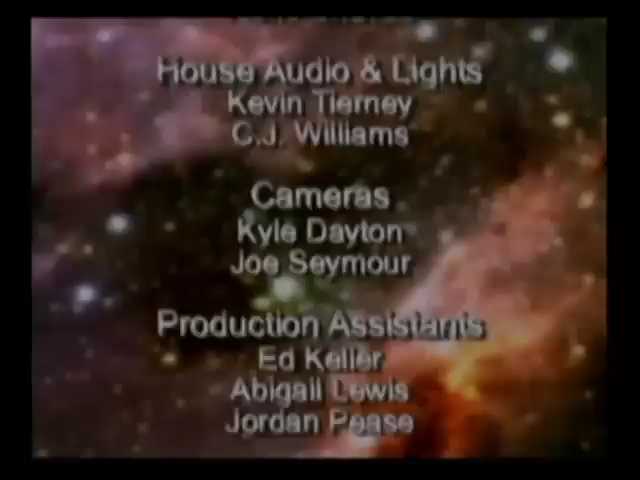 House Audio & Lights
Kevin Tierney
C.J. Williams
Cameras
Kyle Dayton
Joe Seymour
Production Assistants
Ed Keller
Abigail Lewis
Jordan Pease